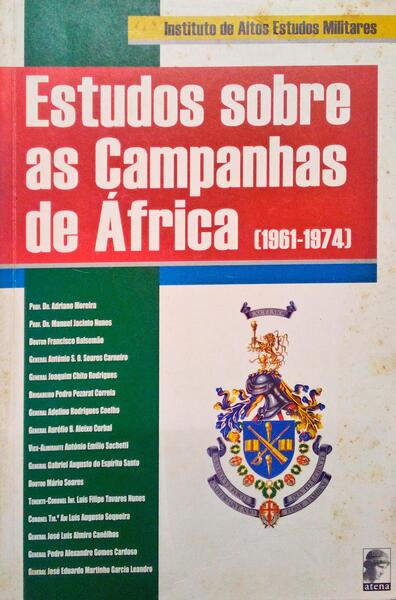 Instituto de Altos Estudos Militares
Estudos sobre
as Campanhas
de África (1961-1974)
Prof. Dr. Adriano Moreira
Prof. Dr. Manuel Jacinto Nunes
Doutor Francisco Balsemão
General António S. O. Soares Carneiro
General Joaquim Chito Rodrigues
Brigadeiro Pedro Pezarat Correia
General Adelino Rodrigues Coelho
General Aurélio B. Aleixo Corbal
Vice-Almirante António Emílio Sachetti
General Gabriel Augusto do Espírito Santo
Doutor Mário Soares
Tenente-Coronel Inf. Luís Filipe Tavares Nunes
Coronel Tir.º Av Luís Augusto Sequeira
General José Luís Almiro Canêlhas
General Pedro Alexandre Gomes Cardoso
General José Eduardo Martinho Garcia Leandro
atena